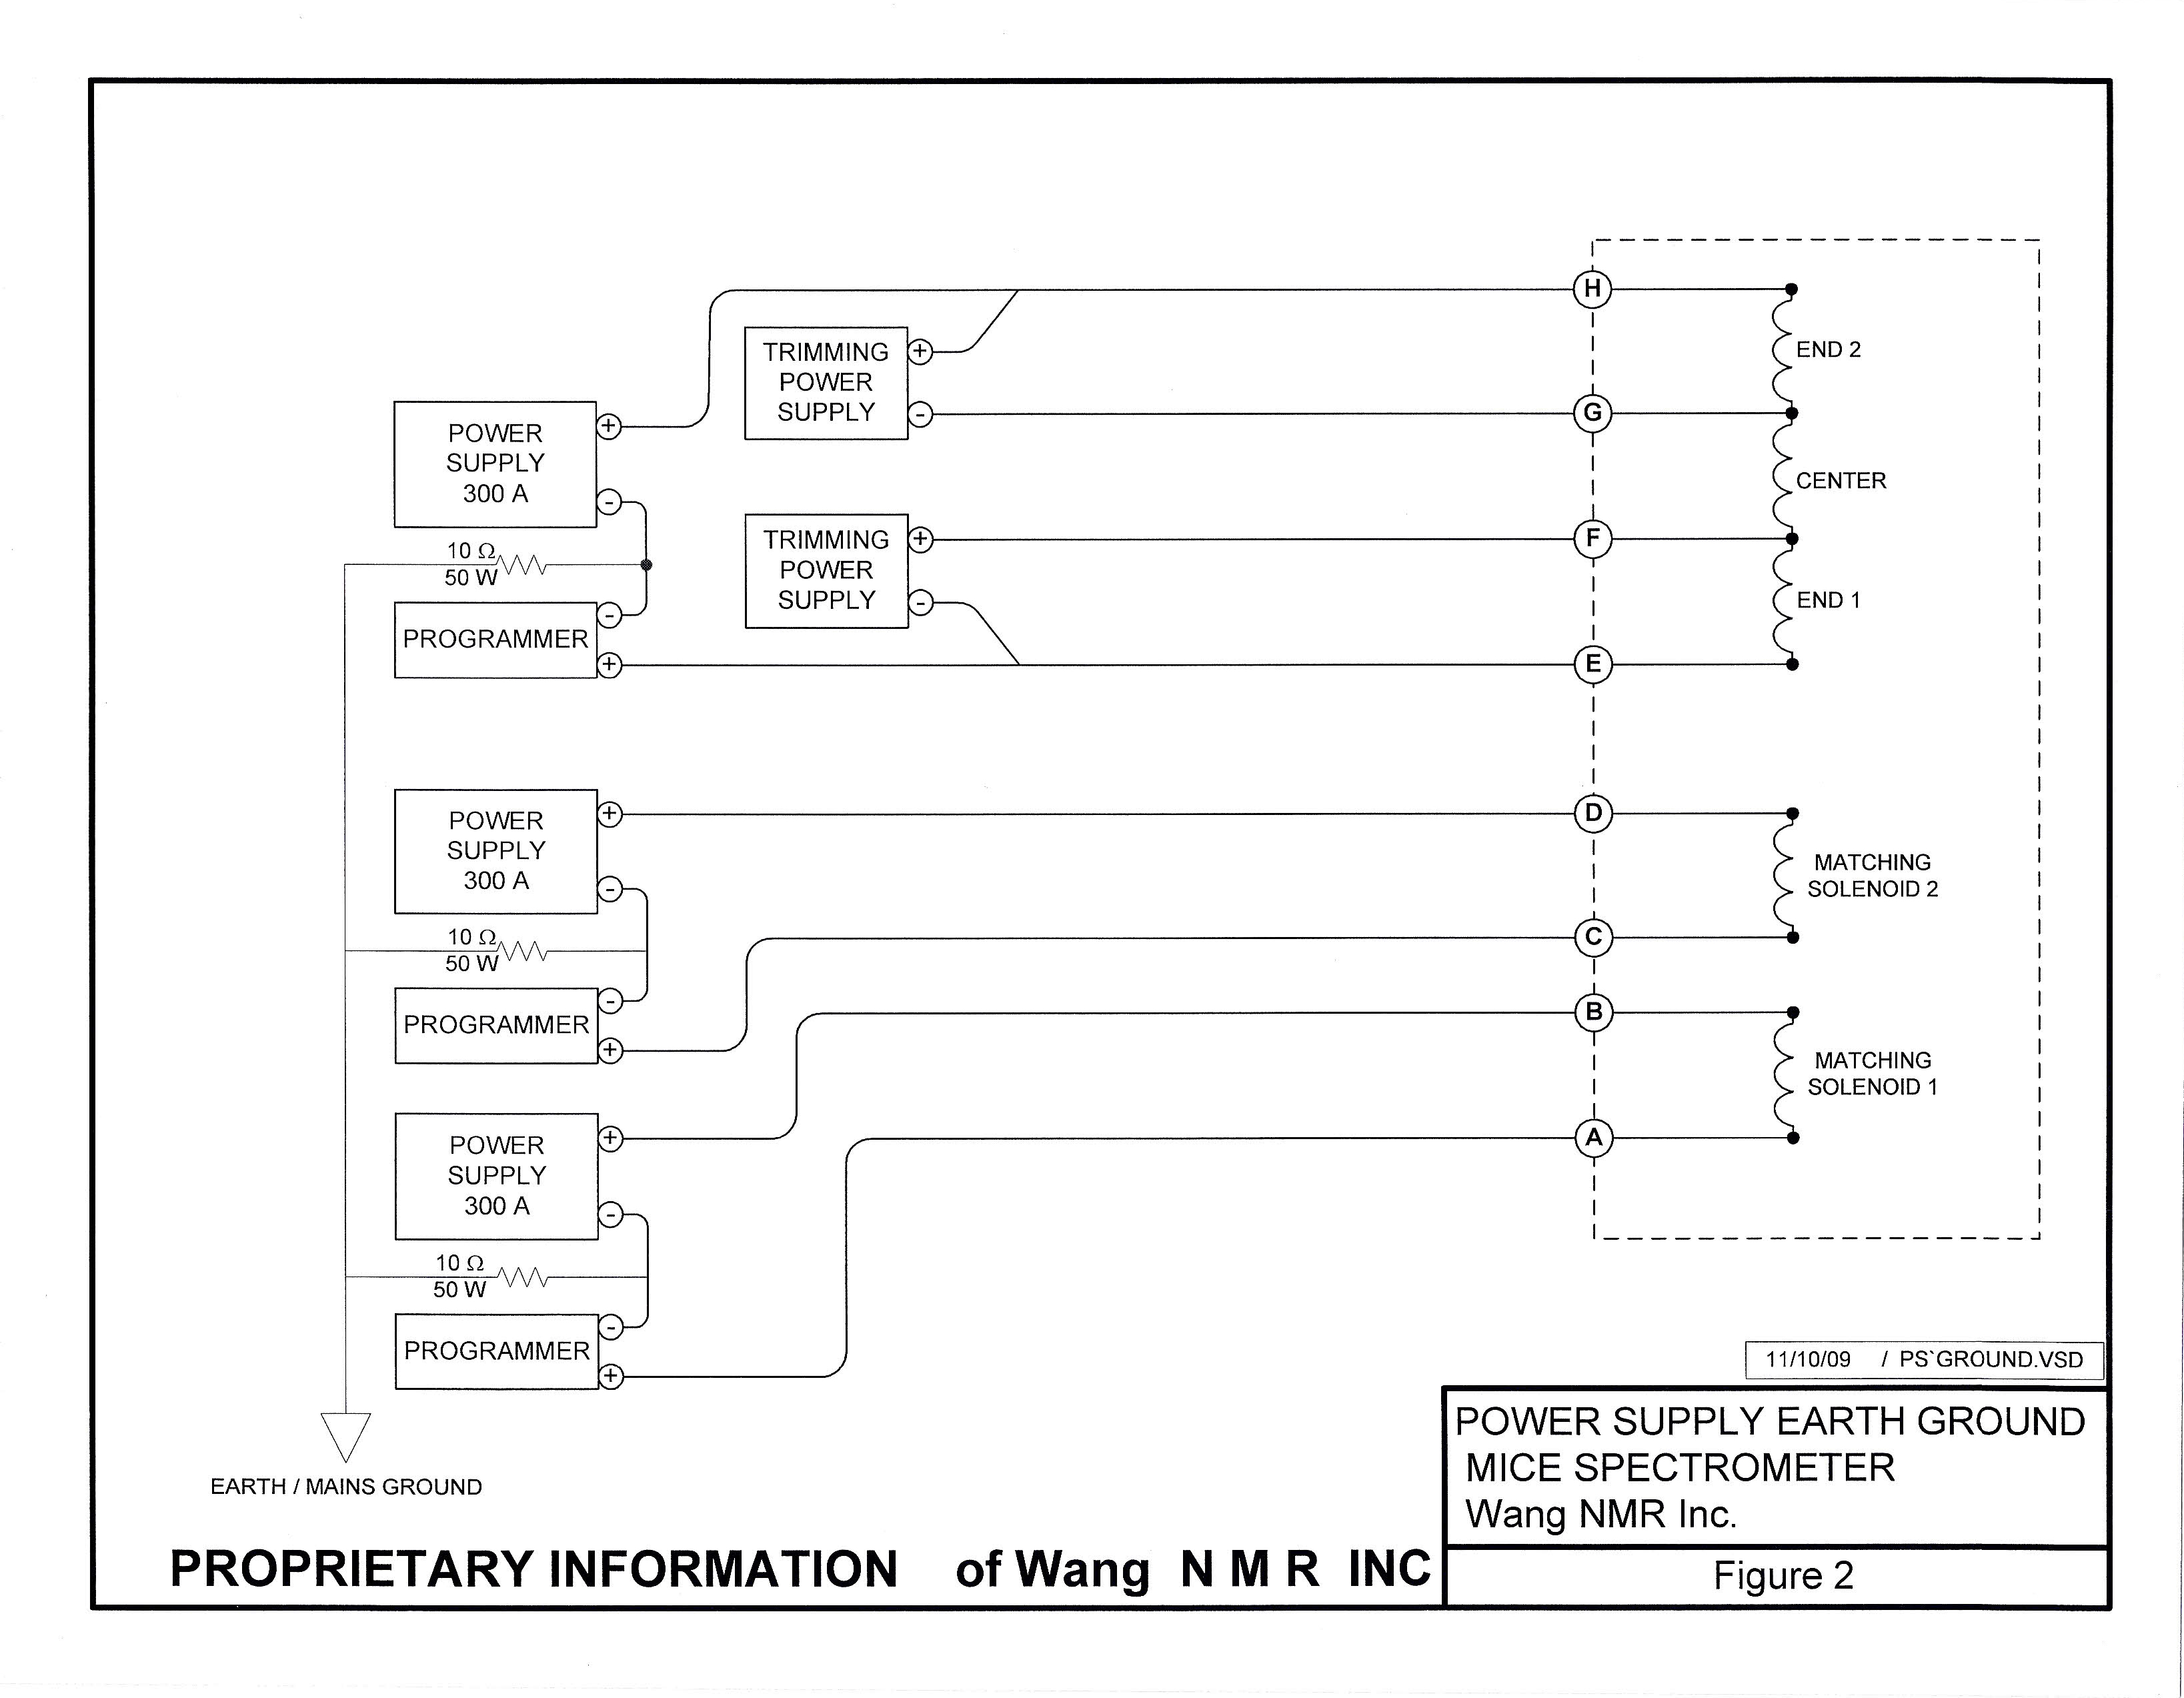 H
TRIMMING
POWER
SUPPLY
+
-
END 2
G
POWER
SUPPLY
300 A
+
-
CENTER
10 Ω
50 W
TRIMMING
POWER
SUPPLY
+
-
F
END 1
PROGRAMMER
-
+
E
POWER
SUPPLY
300 A
+
-
D
MATCHING
SOLENOID 2
10 Ω
50 W
C
PROGRAMMER
-
+
B
MATCHING
SOLENOID 1
POWER
SUPPLY
300 A
+
-
A
10 Ω
50 W
PROGRAMMER
-
+
EARTH / MAINS GROUND
11/10/09 / PS`GROUND.VSD
POWER SUPPLY EARTH GROUND
MICE SPECTROMETER
Wang NMR Inc.
Figure 2
PROPRIETARY INFORMATION of Wang N M R INC